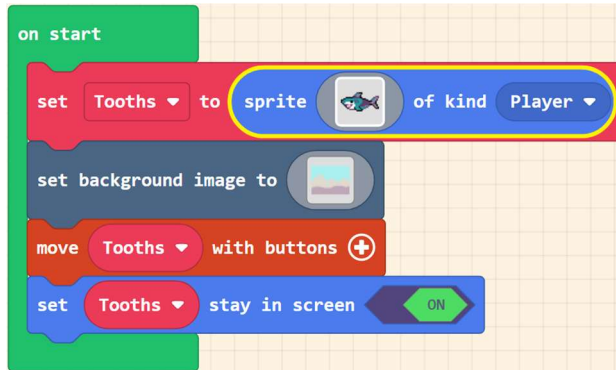 on start
set Tooths to sprite of kind Player
set background image to
move Tooths with buttons
set Tooths stay in screen ON